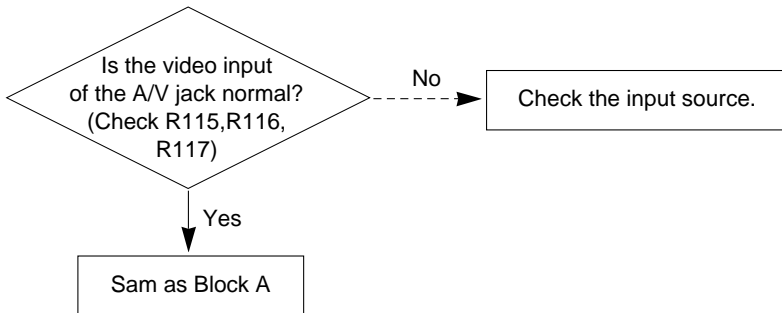 Is the video input
of the A/V jack normal?
(Check R115,R116,
R117)
No
Check the input source.
Yes
Sam as Block A